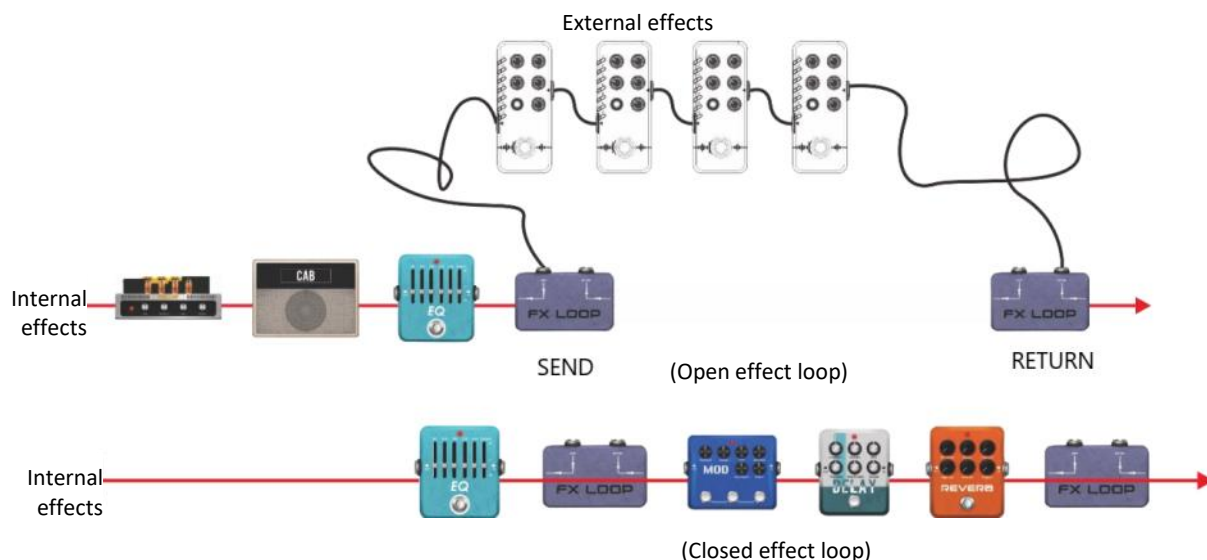 External effects
CAB
EQ
FX LOOP
FX LOOP
Internal
effects
SEND
(Open effect loop)
RETURN
EQ
FX LOOP
MOD
DELAY
REVERB
FX LOOP
Internal
effects
(Closed effect loop)